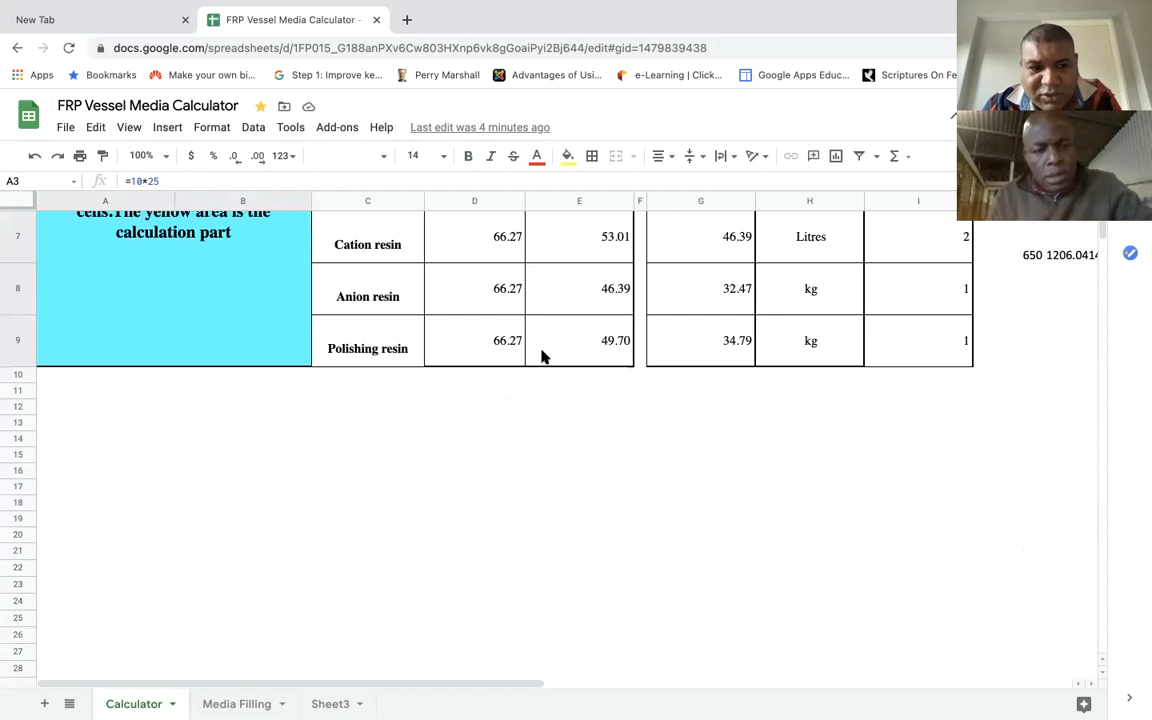 New Tab
FRP Vessel Media Calculator -
docs.google.com/spreadsheets/d/1FP015_G188anPXv6Cw803HXnp6vk8gGoaiPyi2Bj644/edit#gid=1479839438
Apps Bookmarks Make your own bi... Step 1: Improve ke... Perry Marshall Advantages of Usin... e-Learning | Click... Google Apps Educ... Scriptures On Fe
FRP Vessel Media Calculator
File Edit View Insert Format Data Tools Add-ons Help Last edit was 4 minutes ago
100% $ % .0 .00 123 14 B I S A Σ
A3 fx =10*25
A B C D E F G H I
cells.The yellow area is the
calculation part
7 Cation resin 66.27 53.01 46.39 Litres 2
650 1206.0414
8 Anion resin 66.27 46.39 32.47 kg 1
9 Polishing resin 66.27 49.70 34.79 kg 1
10
11
12
13
14
15
16
17
18
19
20
21
22
23
24
25
26
27
28
Calculator Media Filling Sheet3